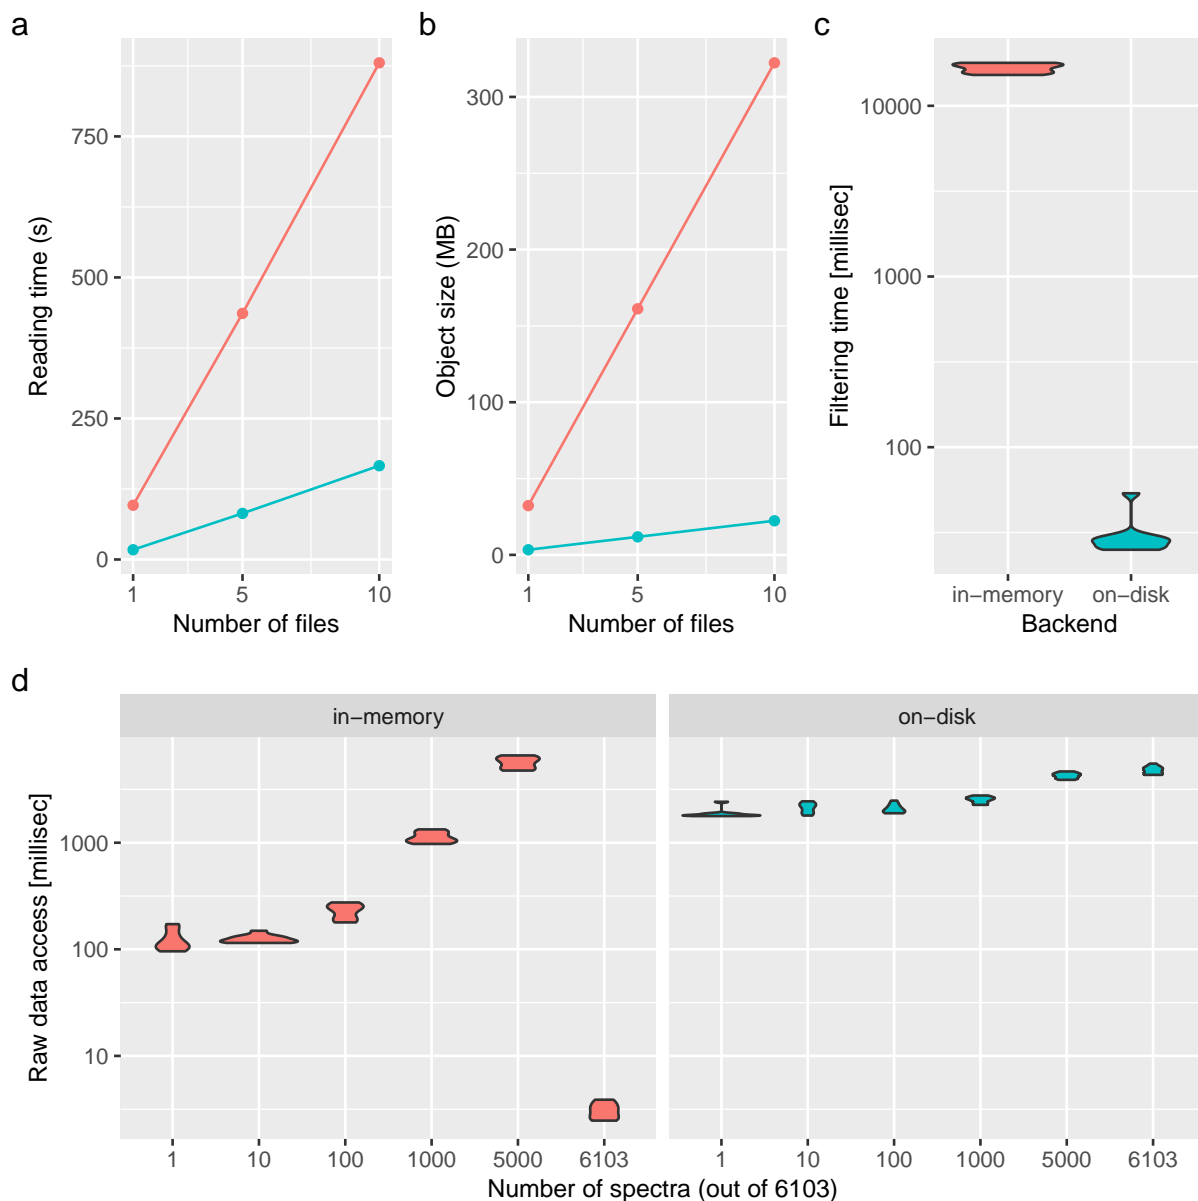 a
750
500
250
0
Reading time (s)
1 5 10
Number of files
b
300
200
100
0
Object size (MB)
1 5 10
Number of files
c
10000
1000
100
Filtering time [millisec]
in−memory on−disk
Backend
d
in−memory on−disk
1000
100
10
Raw data access [millisec]
1 10 100 1000 5000 6103 1 10 100 1000 5000 6103
Number of spectra (out of 6103)